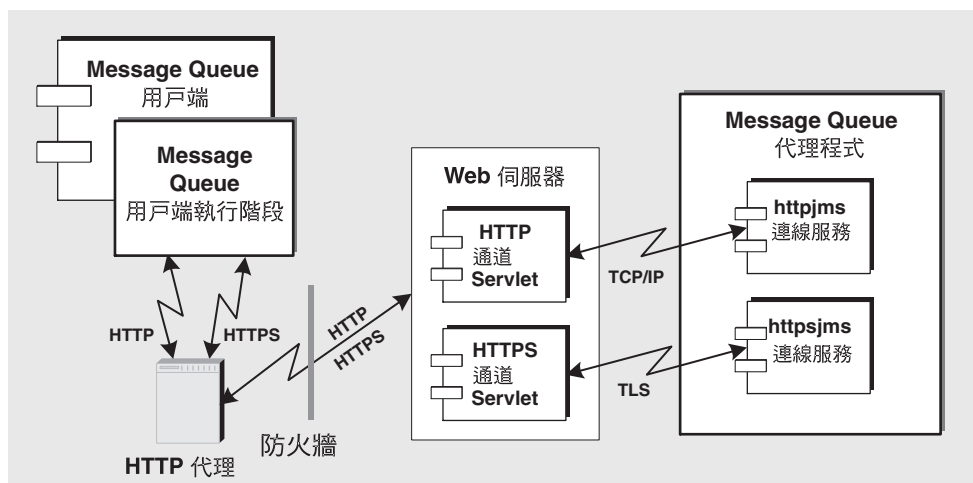 Message Queue
用戶端
Message
Queue
用戶端執行階段
HTTP
HTTPS
HTTP 代理
防火牆
HTTP
HTTPS
Web 伺服器
HTTP
通道
Servlet
HTTPS
通道
Servlet
TCP/IP
TLS
Message Queue
代理程式
httpjms
連線服務
httpsjms
連線服務